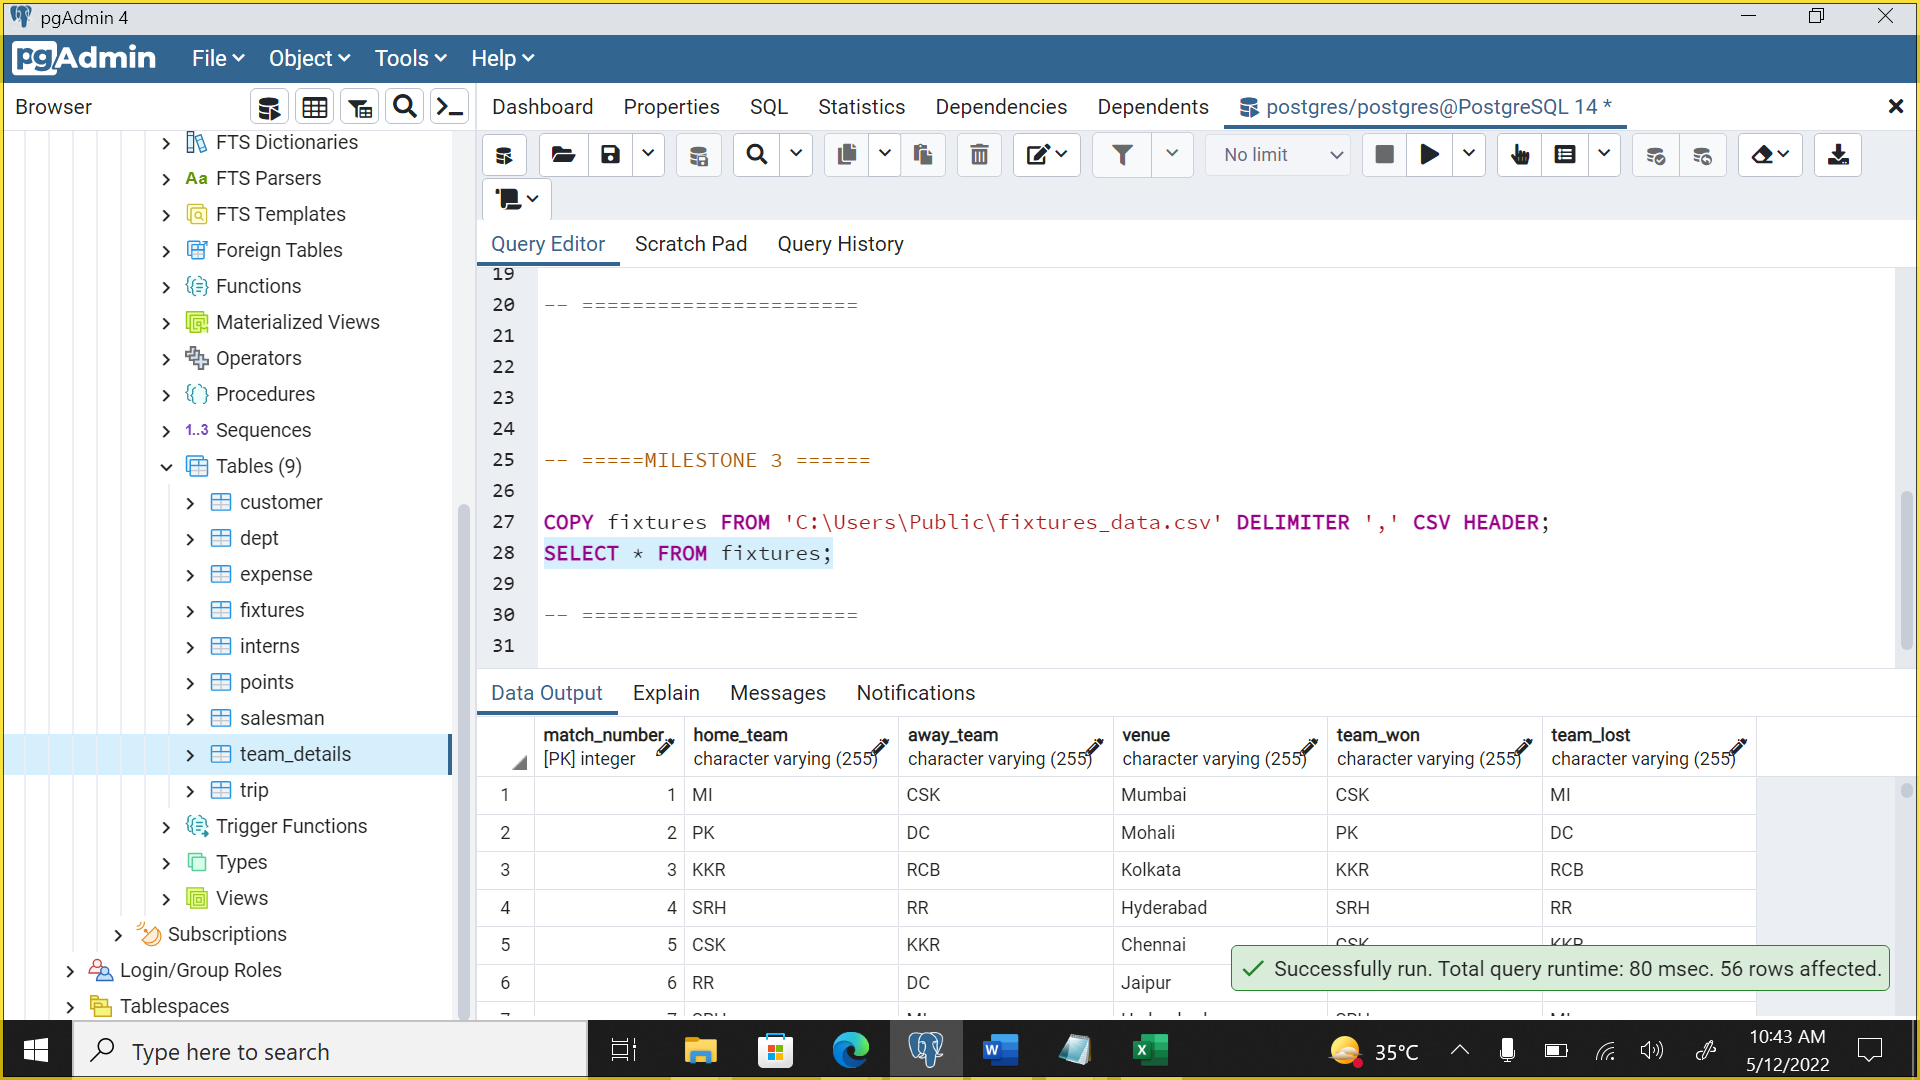 pgAdmin 4
pgAdmin File Object Tools Help
Browser
Dashboard Properties SQL Statistics Dependencies Dependents postgres/postgres@PostgreSQL 14 *
No limit
FTS Dictionaries
Aa FTS Parsers
FTS Templates
Foreign Tables
Functions
Materialized Views
Operators
Procedures
1..3 Sequences
Tables (9)
customer
dept
expense
fixtures
interns
points
salesman
team_details
trip
Trigger Functions
Types
Views
Subscriptions
Login/Group Roles
Tablespaces
Query Editor Scratch Pad Query History
19
20 -- ======================
21
22
23
24
25 -- =====MILESTONE 3 ======
26
27 COPY fixtures FROM 'C:\Users\Public\fixtures_data.csv' DELIMITER ',' CSV HEADER;
28 SELECT * FROM fixtures;
29
30 -- ======================
31
Data Output Explain Messages Notifications
match_number home_team away_team venue team_won team_lost
[PK] integer character varying (255) character varying (255) character varying (255) character varying (255) character varying (255)
1 1 MI CSK Mumbai CSK MI
2 2 PK DC Mohali PK DC
3 3 KKR RCB Kolkata KKR RCB
4 4 SRH RR Hyderabad SRH RR
5 5 CSK KKR Chennai CSK KKR
6 6 RR DC Jaipur
Successfully run. Total query runtime: 80 msec. 56 rows affected.
Type here to search
35°C
10:43 AM
5/12/2022